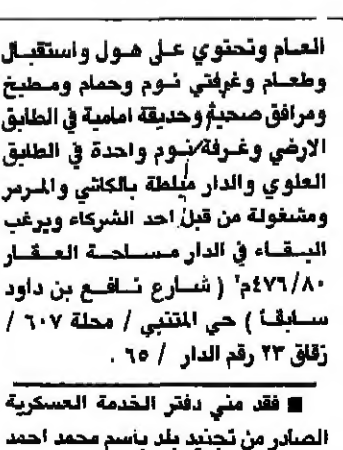 العام وتحتوي على هول واستقبال
وطعام وغرفتي نوم وحمام ومطبخ
ومرافق صحية وحديقة امامية في الطابق
الارضي وغرفة نوم واحدة في الطابق
العلوي والدار مبلطة بالكاشي والمرمر
ومشغولة من قبل احد الشركاء ويرغب
البقاء في الدار مساحة العقار
٤٧٦/٨٠م٢ ( شارع نافع بن داود
سابقاً ) حي المتنبي / محلة ٦٠٧ /
زقاق ٢٣ رقم الدار / ٦٥ .
■ فقد مني دفتر الخدمة العسكرية
الصادر من تجنيد بلد بأسم محمد احمد